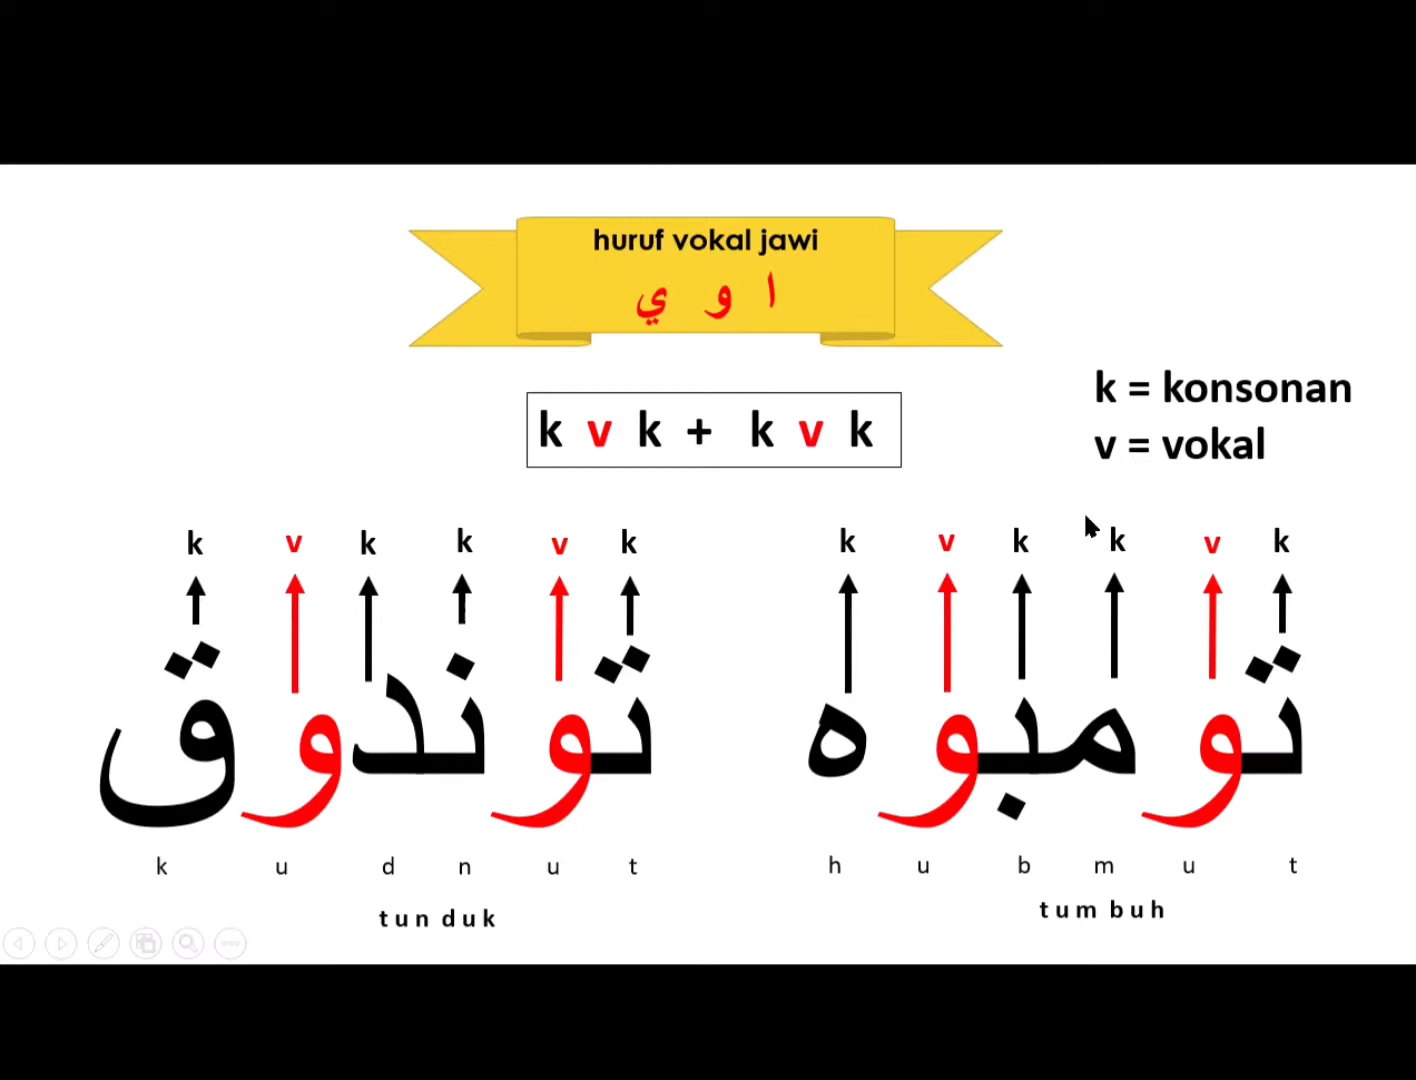 huruf vokal jawi
ا و ي
k v k + k v k
k = konsonan
v = vokal
k v k k v k
توندوق
k u d n u t
tun duk
k v k k v k
تومبوه
h u b m u t
tum buh